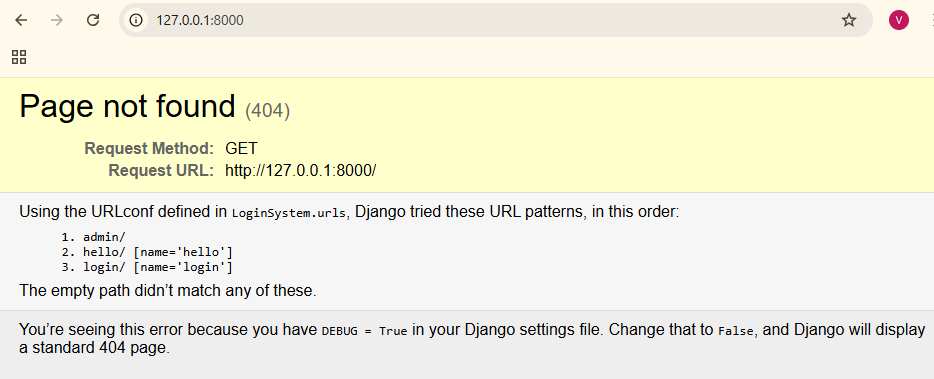 127.0.0.1:8000
V
Page not found (404)
Request Method: GET
Request URL: http://127.0.0.1:8000/
Using the URLconf defined in LoginSystem.urls, Django tried these URL patterns, in this order:
1. admin/
2. hello/ [name='hello']
3. login/ [name='login']
The empty path didn’t match any of these.
You’re seeing this error because you have DEBUG = True in your Django settings file. Change that to False, and Django will display
a standard 404 page.